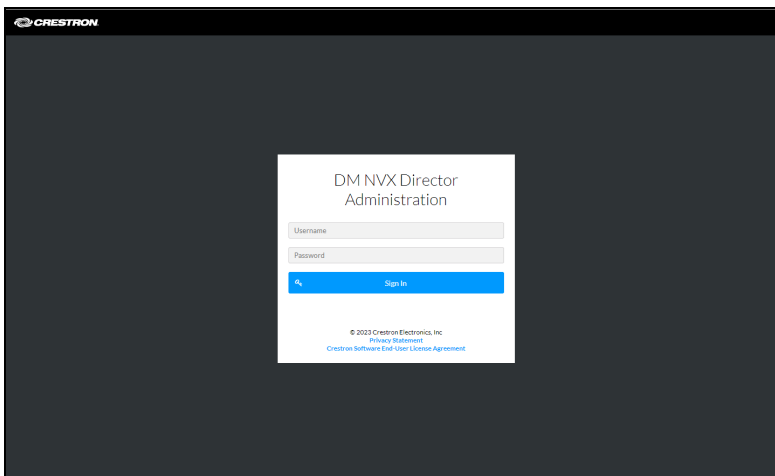 CRESTRON
DM NVX Director
Administration
Username
Password
Sign In
© 2023 Crestron Electronics, Inc
Privacy Statement
Crestron Software End-User License Agreement